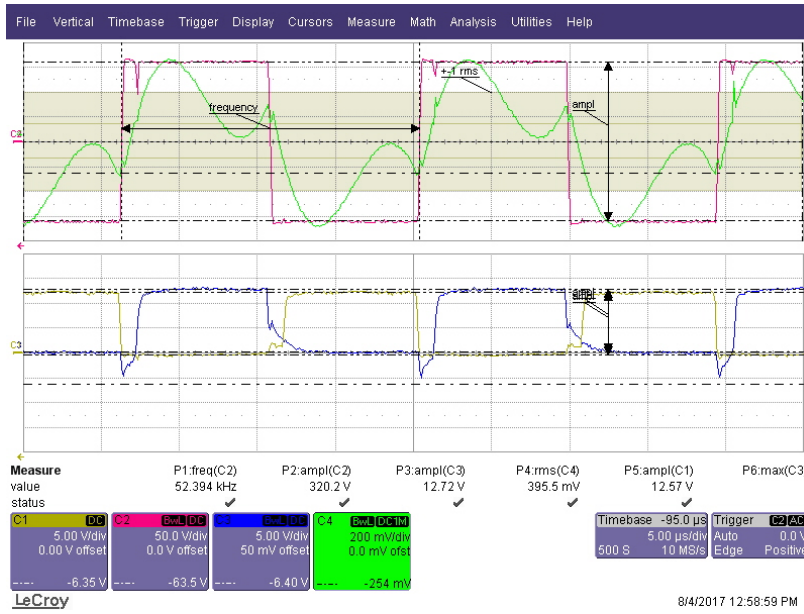 File Vertical Timebase Trigger Display Cursors Measure Math Analysis Utilities Help
+-1 rms
frequency
ampl
C2
ampl
C3
Measure P1:freq(C2) P2:ampl(C2) P3:ampl(C3) P4:rms(C4) P5:ampl(C1) P6:max(C3
value 52.394 kHz 320.2 V 12.72 V 395.5 mV 12.57 V
status
C1 DC C2 BwL DC C3 BwL DC C4 BwL DC1M
5.00 V/div 50.0 V/div 5.00 V/div 200 mV/div
0.00 V offset 0.0 V offset 50 mV offset 0.0 mV ofst
-6.35 V -63.5 V -6.40 V -254 mV
Timebase -95.0 µs Trigger C2 AC
5.00 µs/div Auto 0.0 V
500 S 10 MS/s Edge Positive
LeCroy
8/4/2017 12:58:59 PM